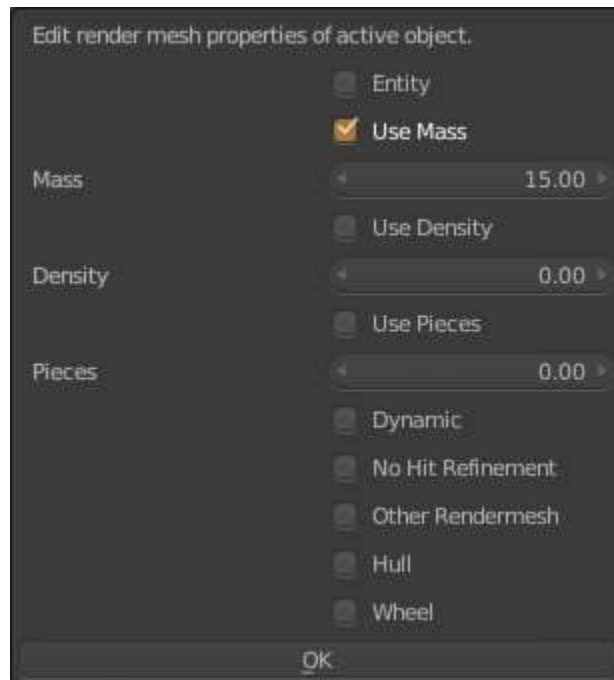 Edit render mesh properties of active object.
Entity
Use Mass
Mass 15.00
Use Density
Density 0.00
Use Pieces
Pieces 0.00
Dynamic
No Hit Refinement
Other Rendermesh
Hull
Wheel
OK